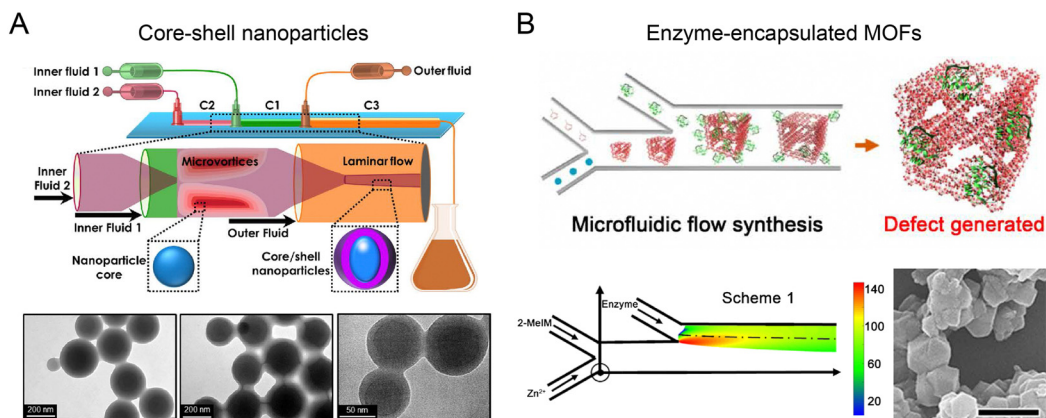 A
Core-shell nanoparticles
Inner fluid 1
Inner fluid 2
Outer fluid
C2
C1
C3
Microvortices
Laminar flow
Inner
Fluid 2
Inner Fluid 1
Outer Fluid
Nanoparticle
core
Core/shell
nanoparticles
200 nm
200 nm
50 nm
B
Enzyme-encapsulated MOFs
Microfluidic flow synthesis
Defect generated
Scheme 1
Enzyme
2-MeIM
Zn²⁺
140
100
60
20
0